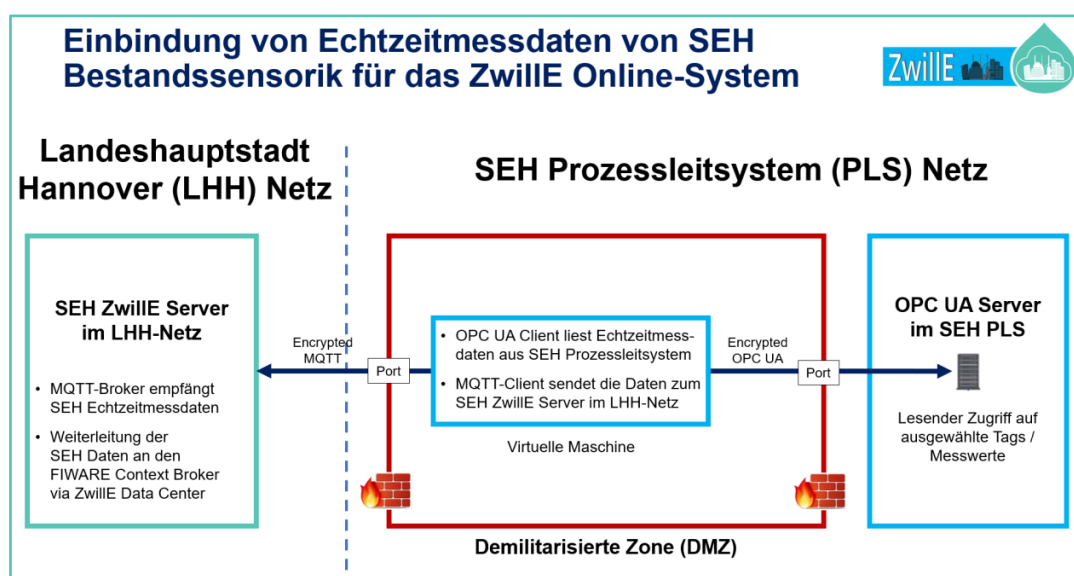 Einbindung von Echtzeitmessdaten von SEH
Bestandssensorik für das ZwillE Online-System
ZwillE
Landeshauptstadt
Hannover (LHH) Netz
SEH Prozessleitsystem (PLS) Netz
SEH ZwillE Server
im LHH-Netz
• MQTT-Broker empfängt
SEH Echtzeitmessdaten
• Weiterleitung der
SEH Daten an den
FIWARE Context Broker
via ZwillE Data Center
Encrypted
MQTT
Port
• OPC UA Client liest Echtzeitmess-
daten aus SEH Prozessleitsystem
• MQTT-Client sendet die Daten zum
SEH ZwillE Server im LHH-Netz
Virtuelle Maschine
Encrypted
OPC UA
Port
OPC UA Server
im SEH PLS
Lesender Zugriff auf
ausgewählte Tags /
Messwerte
Demilitarisierte Zone (DMZ)